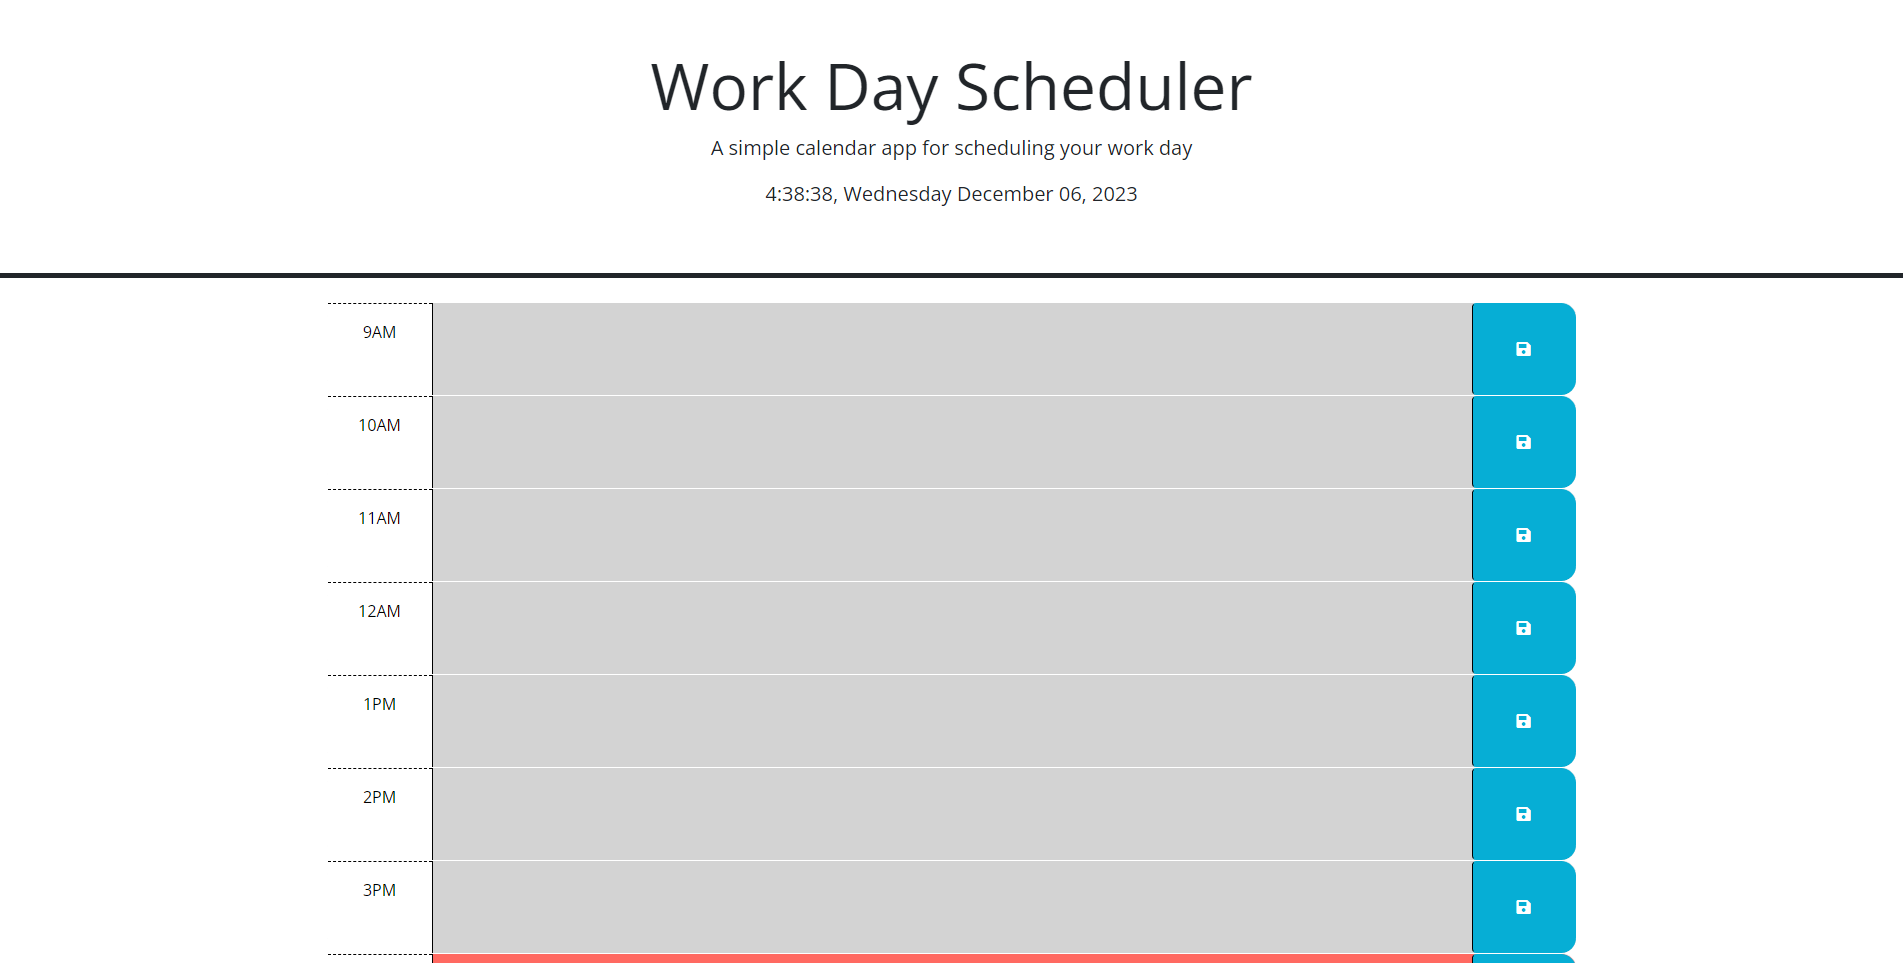 Work Day Scheduler
A simple calendar app for scheduling your work day
4:38:38, Wednesday December 06, 2023
9AM
10AM
11AM
12AM
1PM
2PM
3PM